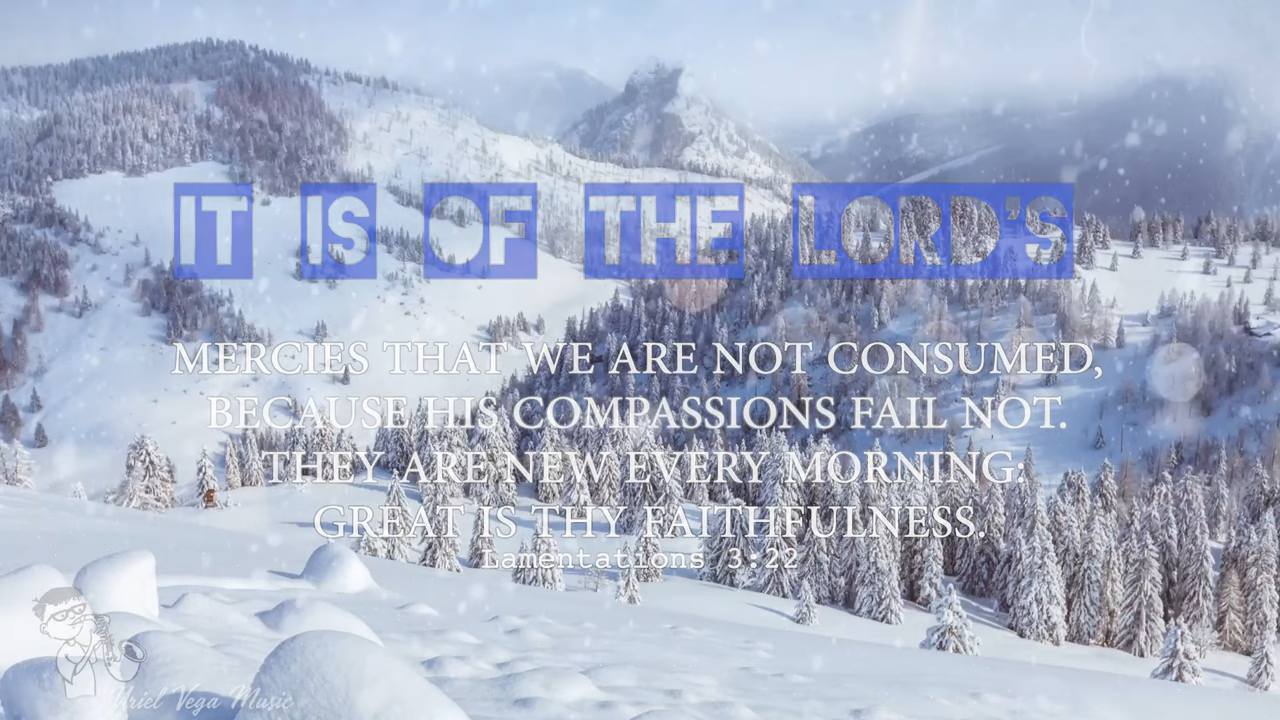 IT IS OF THE LORD'S
MERCIES THAT WE ARE NOT CONSUMED,
BECAUSE HIS COMPASSIONS FAIL NOT.
THEY ARE NEW EVERY MORNING:
GREAT IS THY FAITHFULNESS.
Lamentations 3:22
Uriel Vega Music